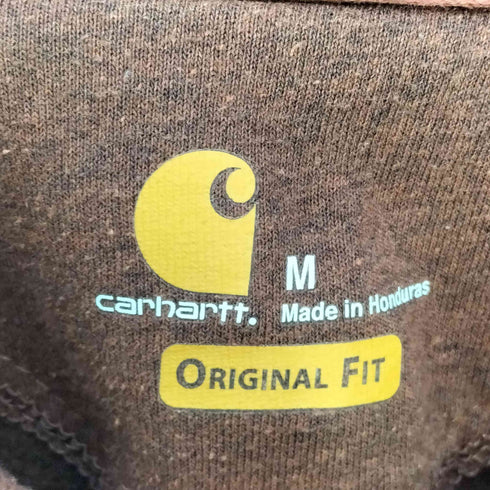 carhartt.
M
Made in Honduras
ORIGINAL FIT